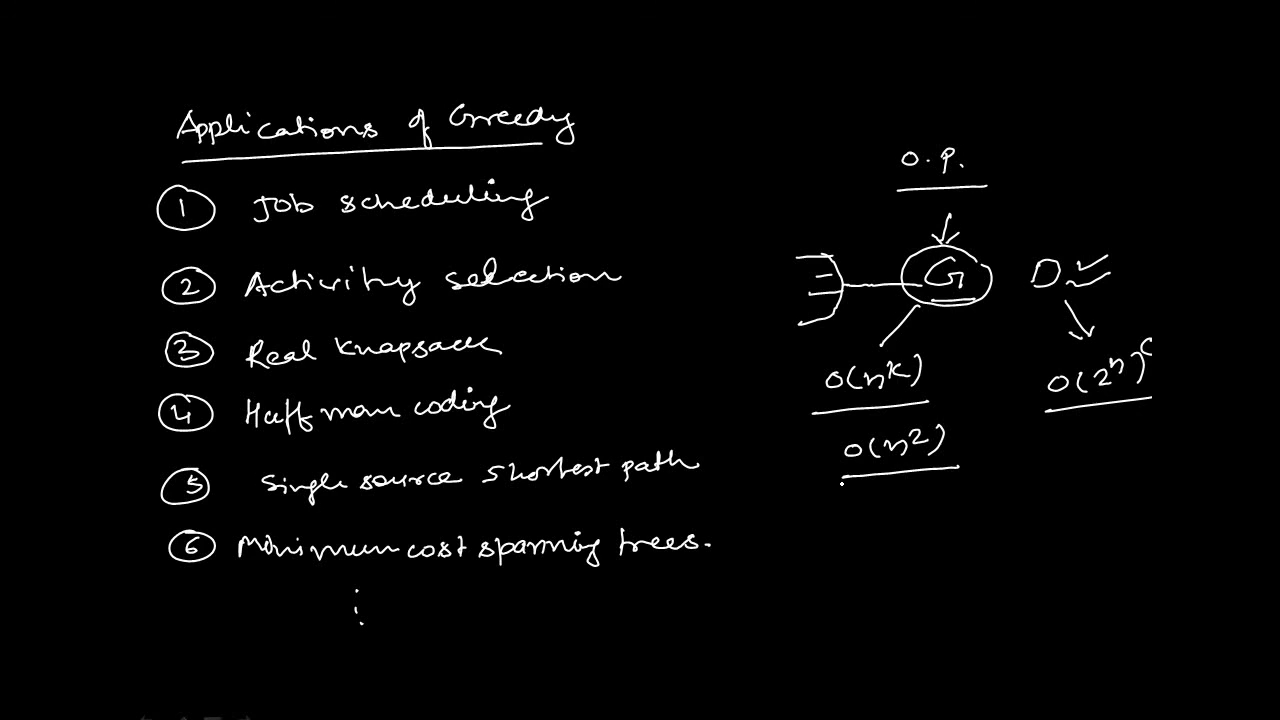 Applications of Greedy
1 Job scheduling
2 Activity selection
3 Real Knapsack
4 Huffman coding
5 Single source shortest path
6 Minimum cost spanning trees.
O.P.
G D.
O(n^k) O(2^n)
O(n^2)